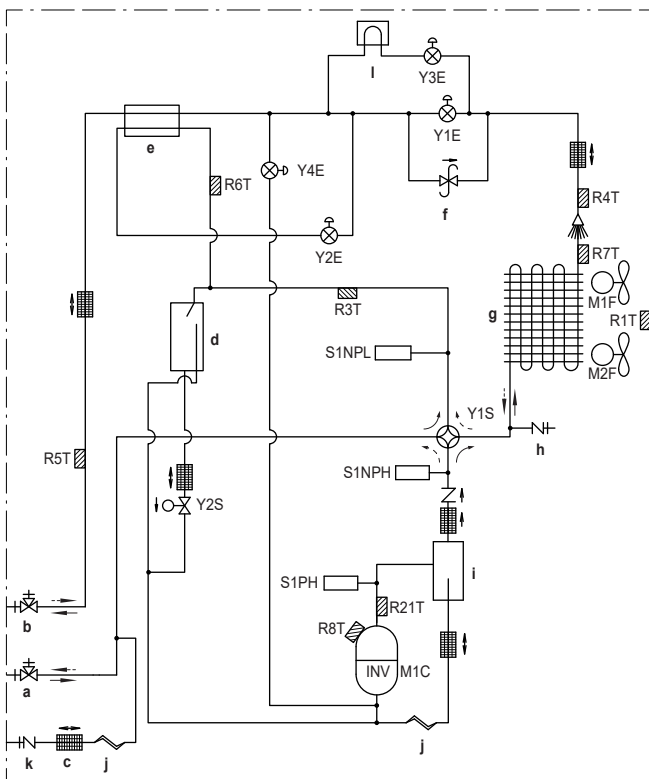 l
Y3E
Y1E
e
Y4E
R6T
f
R4T
Y2E
R7T
M1F
g
R3T
R1T
d
S1NPL
M2F
Y1S
h
R5T
S1NPH
Y2S
i
S1PH
R21T
b
R8T
INV
M1C
a
j
k
c
j